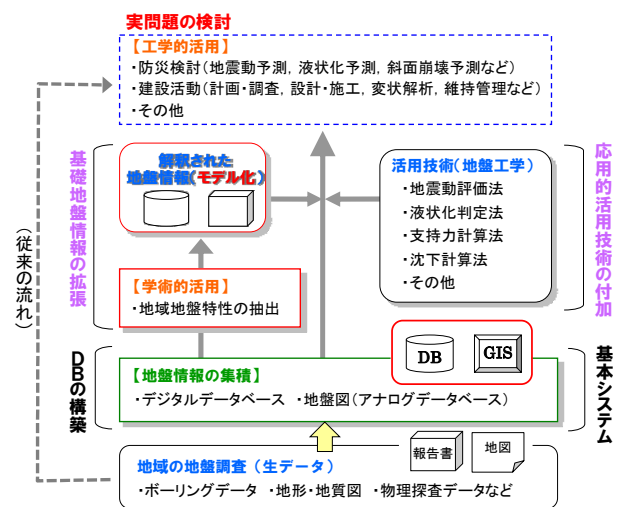 実問題の検討
【工学的活用】
・防災検討(地震動予測, 液状化予測, 斜面崩壊予測など)
・建設活動(計画・調査, 設計・施工, 変状解析, 維持管理など)
・その他
基礎地盤情報の拡張
解釈された
地盤情報(モデル化)
活用技術(地盤工学)
・地震動評価法
・液状化判定法
・支持力計算法
・沈下計算法
・その他
応用的活用技術の付加
(従来の流れ)
【学術的活用】
・地域地盤特性の抽出
DBの構築
DB
GIS
【地盤情報の集積】
・デジタルデータベース ・地盤図(アナログデータベース)
基本システム
地域の地盤調査(生データ)
報告書
地図
・ボーリングデータ ・地形・地質図 ・物理探査データなど